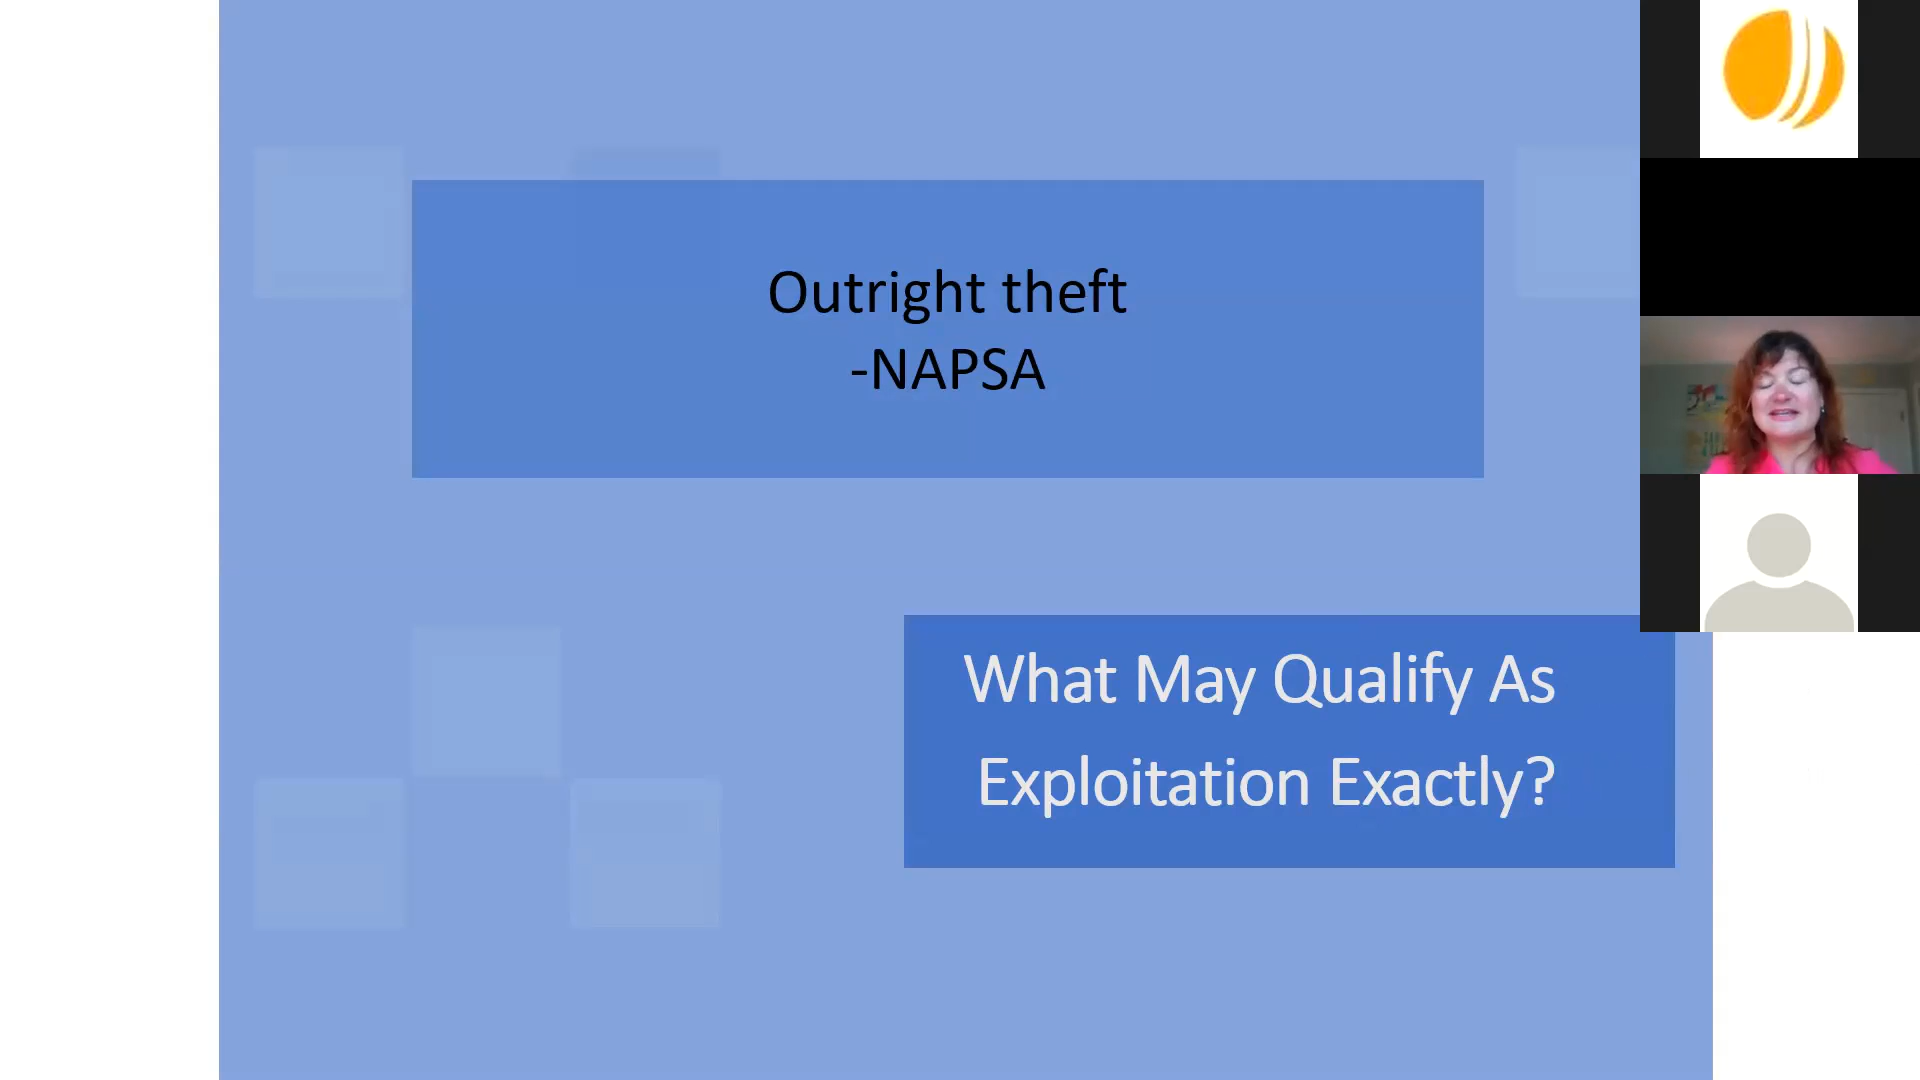 Outright theft
-NAPSA
What May Qualify As
Exploitation Exactly?